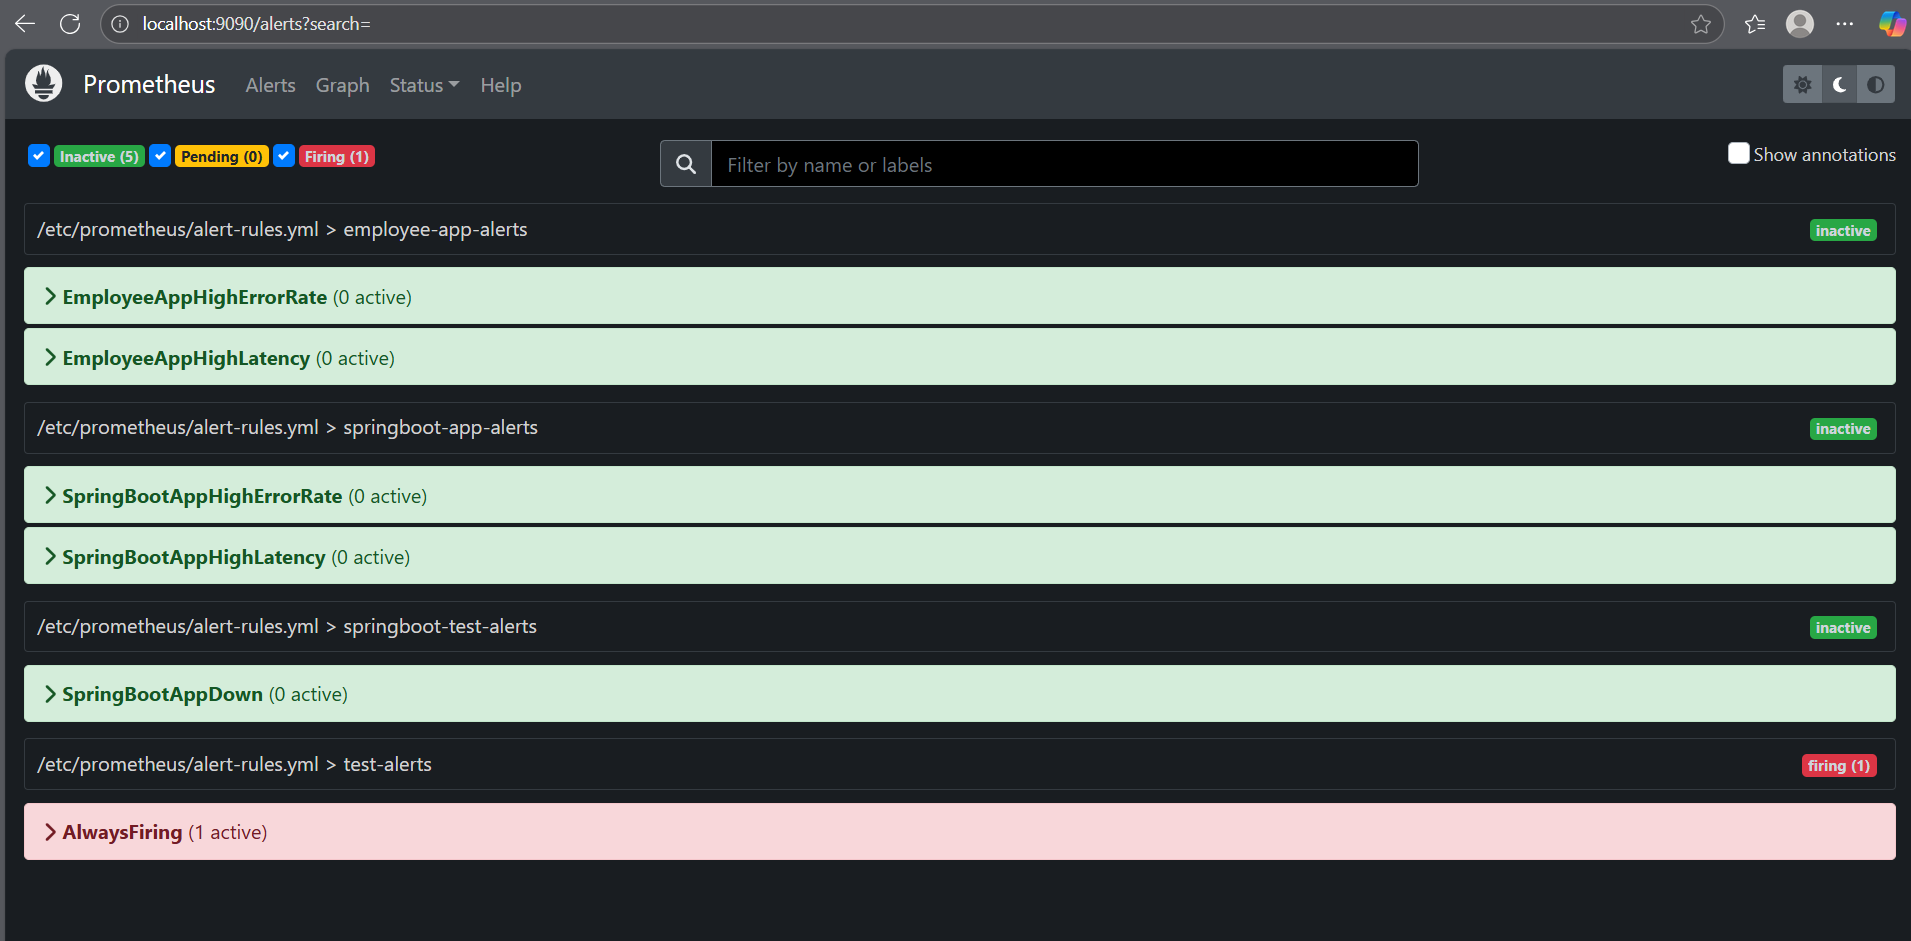 localhost:9090/alerts?search=
Prometheus Alerts Graph Status Help
Inactive (5) Pending (0) Firing (1) Filter by name or labels Show annotations
/etc/prometheus/alert-rules.yml > employee-app-alerts inactive
EmployeeAppHighErrorRate (0 active)
EmployeeAppHighLatency (0 active)
/etc/prometheus/alert-rules.yml > springboot-app-alerts inactive
SpringBootAppHighErrorRate (0 active)
SpringBootAppHighLatency (0 active)
/etc/prometheus/alert-rules.yml > springboot-test-alerts inactive
SpringBootAppDown (0 active)
/etc/prometheus/alert-rules.yml > test-alerts firing (1)
AlwaysFiring (1 active)